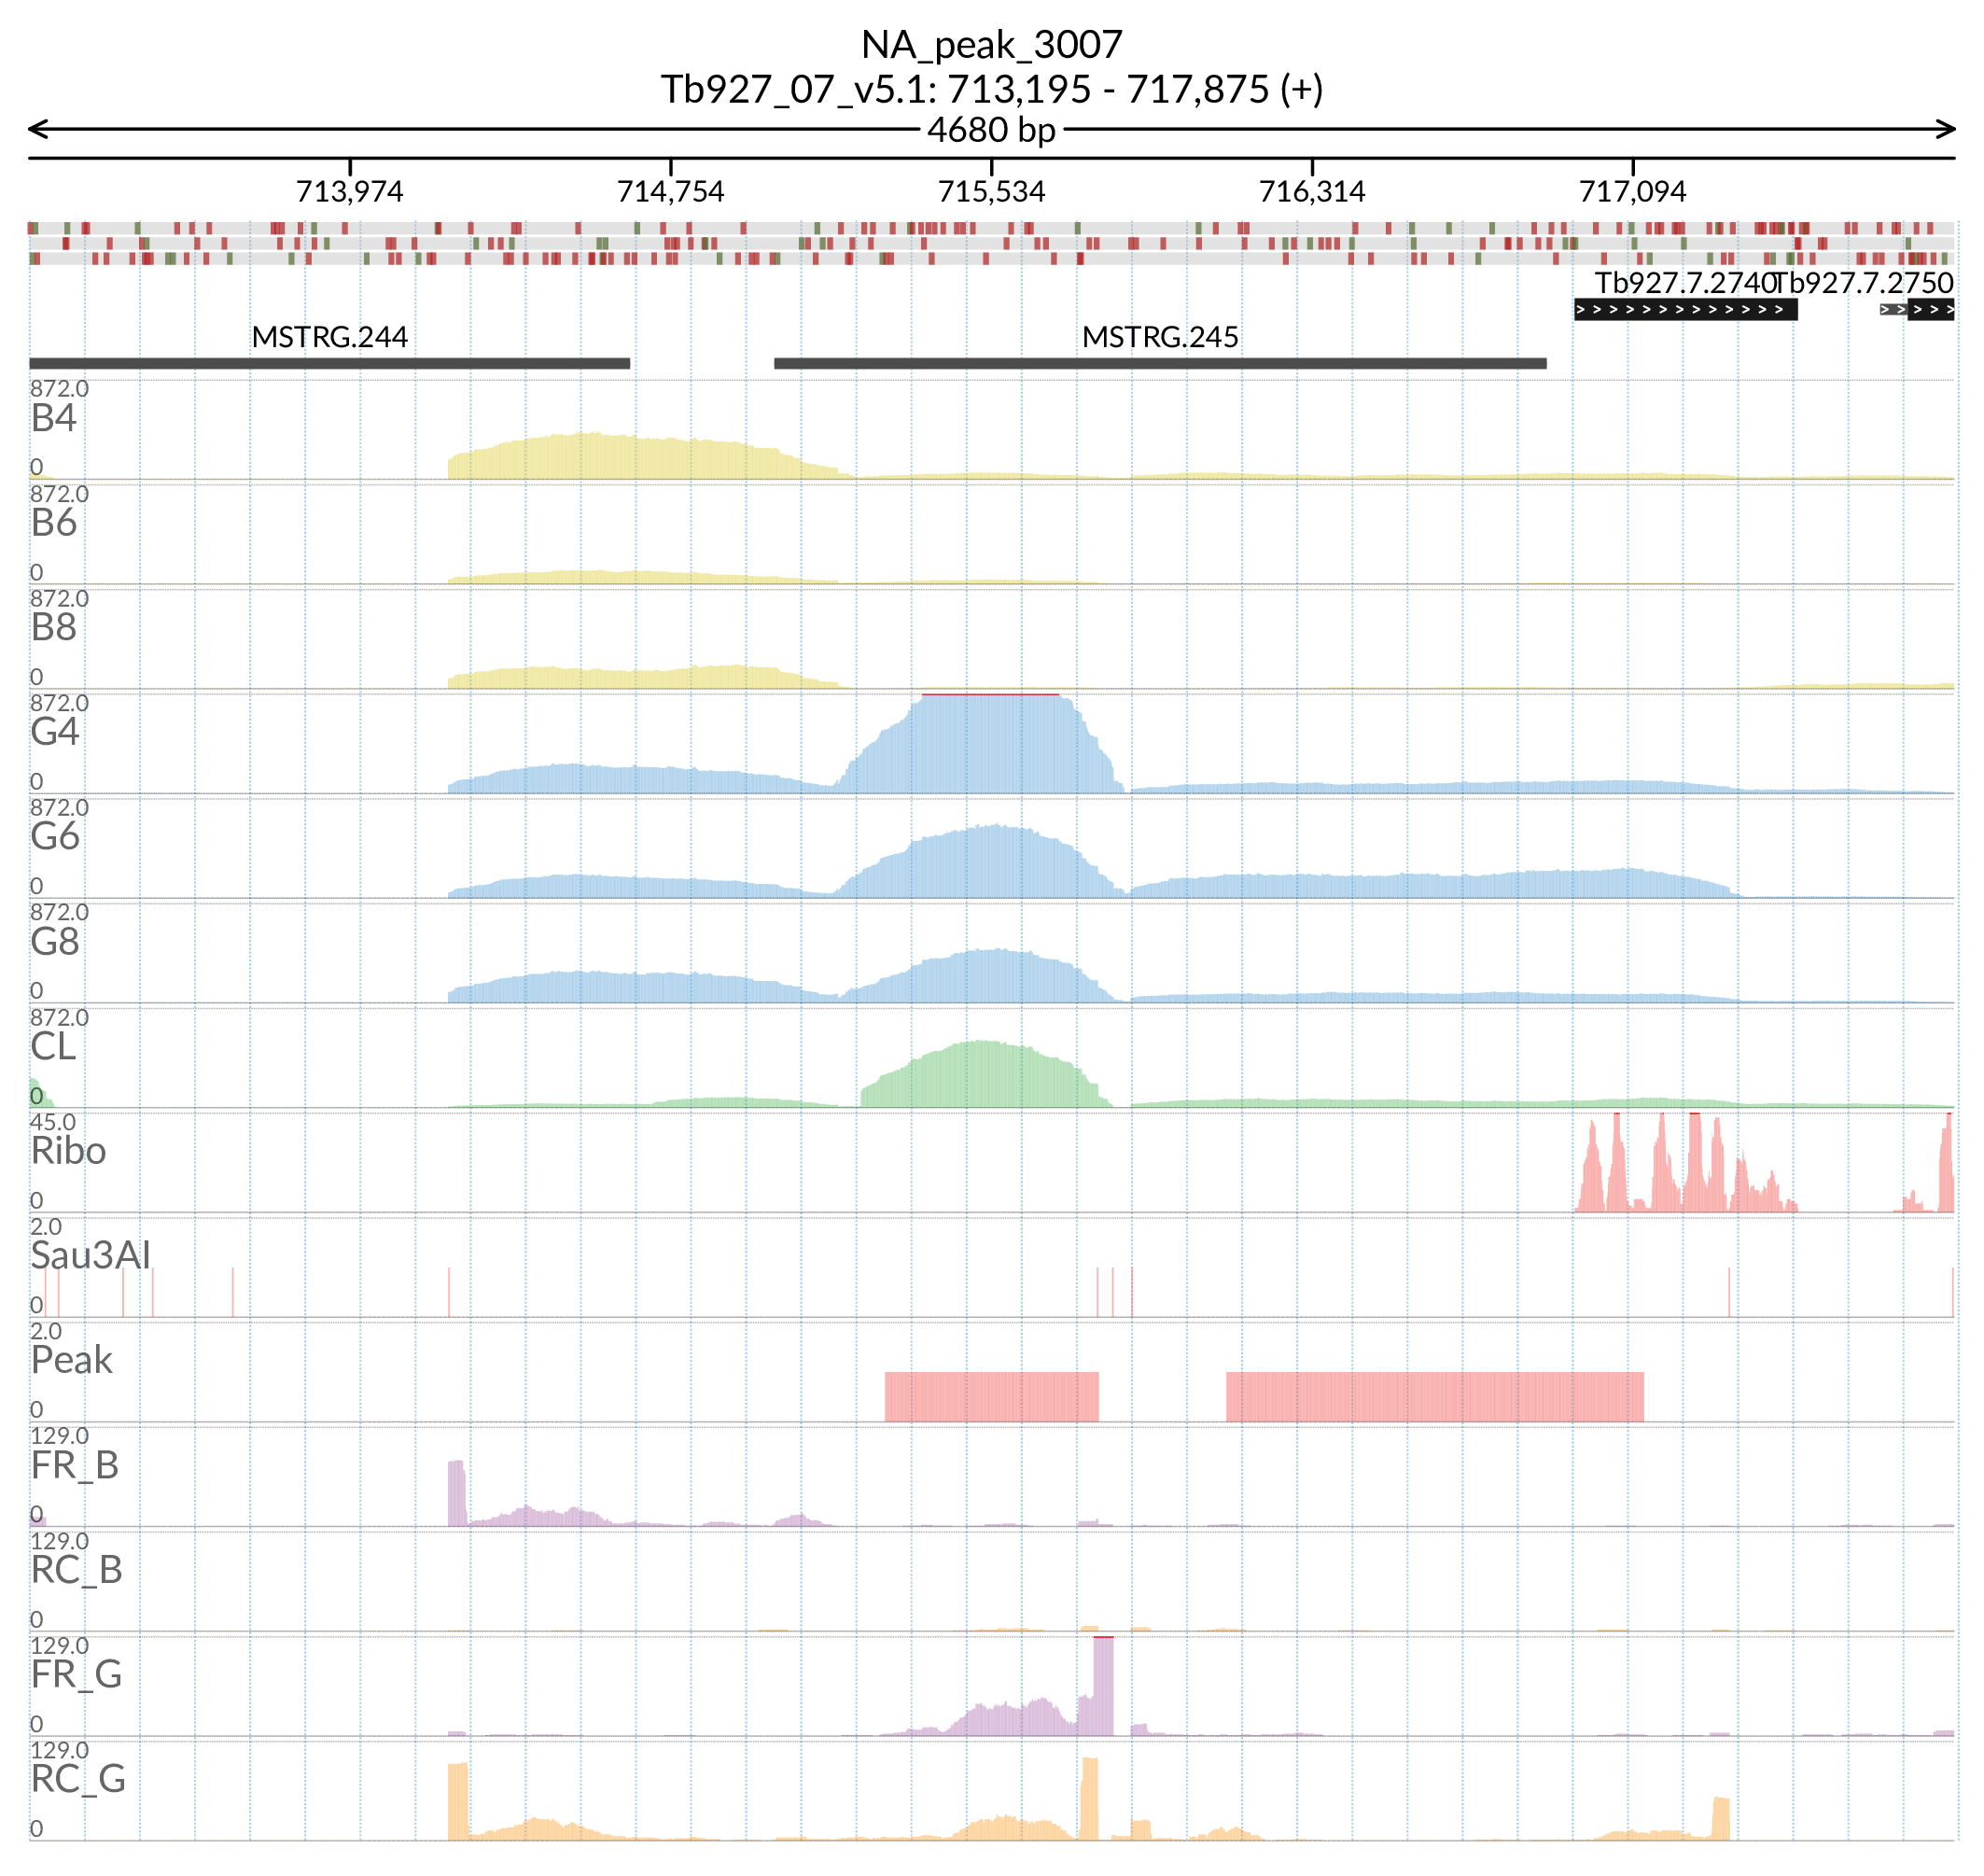 NA_peak_3007
Tb927_07_v5.1: 713,195 - 717,875 (+)
4680 bp
713,974 714,754 715,534 716,314 717,094
Tb927.7.2740 Tb927.7.2750
MSTRG.244 MSTRG.245
872.0
B4
0
872.0
B6
0
872.0
B8
0
872.0
G4
0
872.0
G6
0
872.0
G8
0
872.0
CL
0
45.0
Ribo
0
2.0
Sau3AI
0
2.0
Peak
0
129.0
FR_B
0
129.0
RC_B
0
129.0
FR_G
0
129.0
RC_G
0